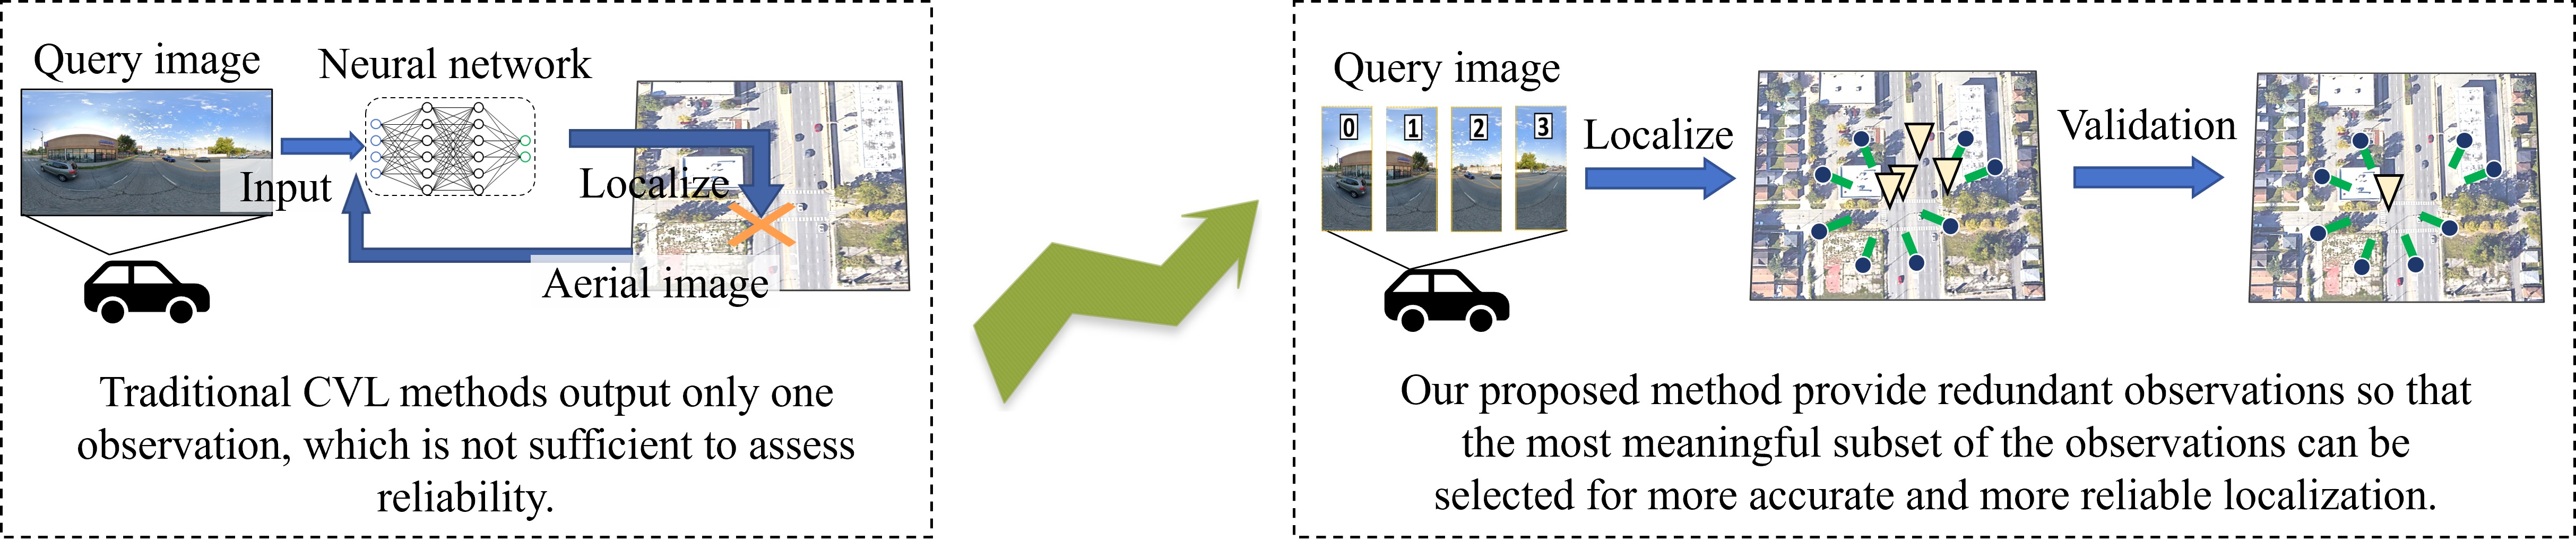 Query image
Neural network
Input
Localize
Aerial image
Traditional CVL methods output only one
observation, which is not sufficient to assess
reliability.
Query image
0
1
2
3
Localize
Validation
Our proposed method provide redundant observations so that
the most meaningful subset of the observations can be
selected for more accurate and more reliable localization.